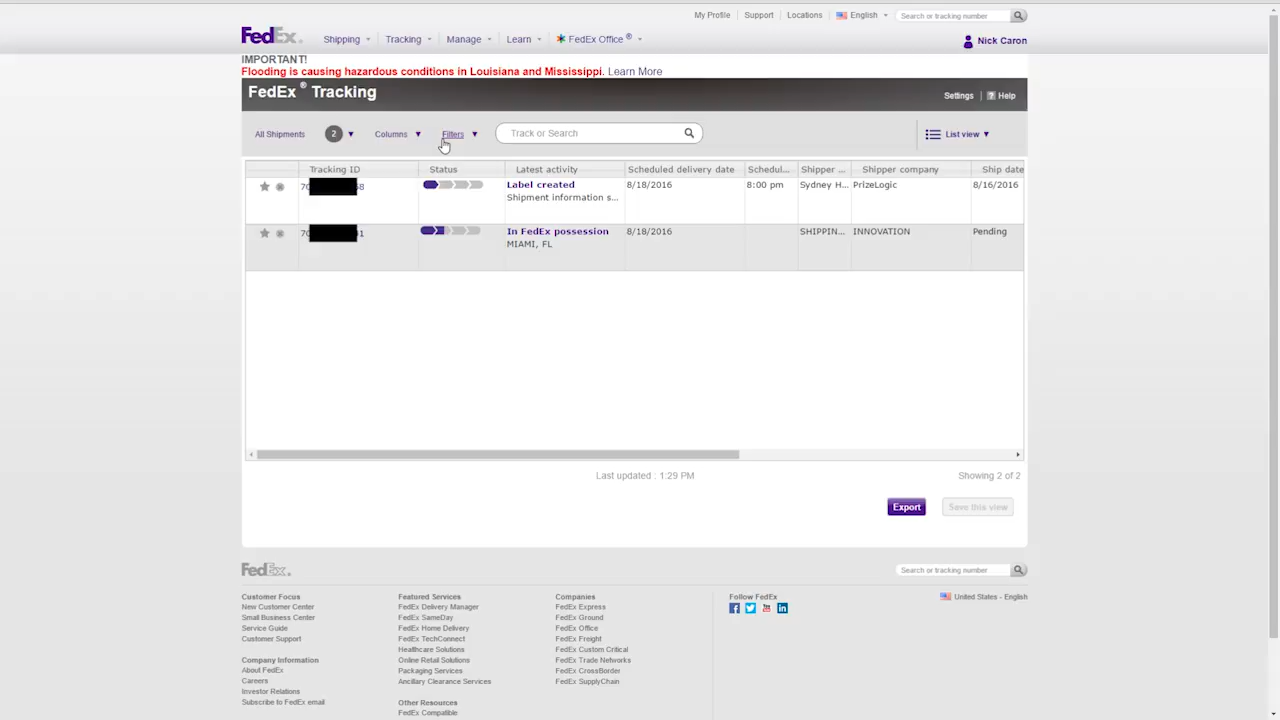 My Profile | Support | Locations English Search or tracking number
FedEx. Shipping Tracking Manage Learn FedEx Office ® Nick Caron
IMPORTANT!
Flooding is causing hazardous conditions in Louisiana and Mississippi. Learn More
FedEx ® Tracking Settings | ? Help
All Shipments 2 ▼ Columns ▼ Filters ▼ Track or Search List view ▼
Tracking ID Status Latest activity Scheduled delivery date Schedul... Shipper ... Shipper company Ship date
Label created 8/18/2016 8:00 pm Sydney H... PrizeLogic 8/16/2016
Shipment information s...
In FedEx possession 8/18/2016 SHIPPIN... INNOVATION Pending
MIAMI, FL
Last updated : 1:29 PM Showing 2 of 2
Export Save this view
FedEx. Search or tracking number
Customer Focus Featured Services Companies Follow FedEx United States - English
New Customer Center FedEx Delivery Manager FedEx Express
Small Business Center FedEx SameDay FedEx Ground
Service Guide FedEx Home Delivery FedEx Office
Customer Support FedEx TechConnect FedEx Freight
Healthcare Solutions FedEx Custom Critical
Company Information Online Retail Solutions FedEx Trade Networks
About FedEx Packaging Services FedEx CrossBorder
Careers Ancillary Clearance Services FedEx SupplyChain
Investor Relations
Subscribe to FedEx email Other Resources
FedEx Compatible